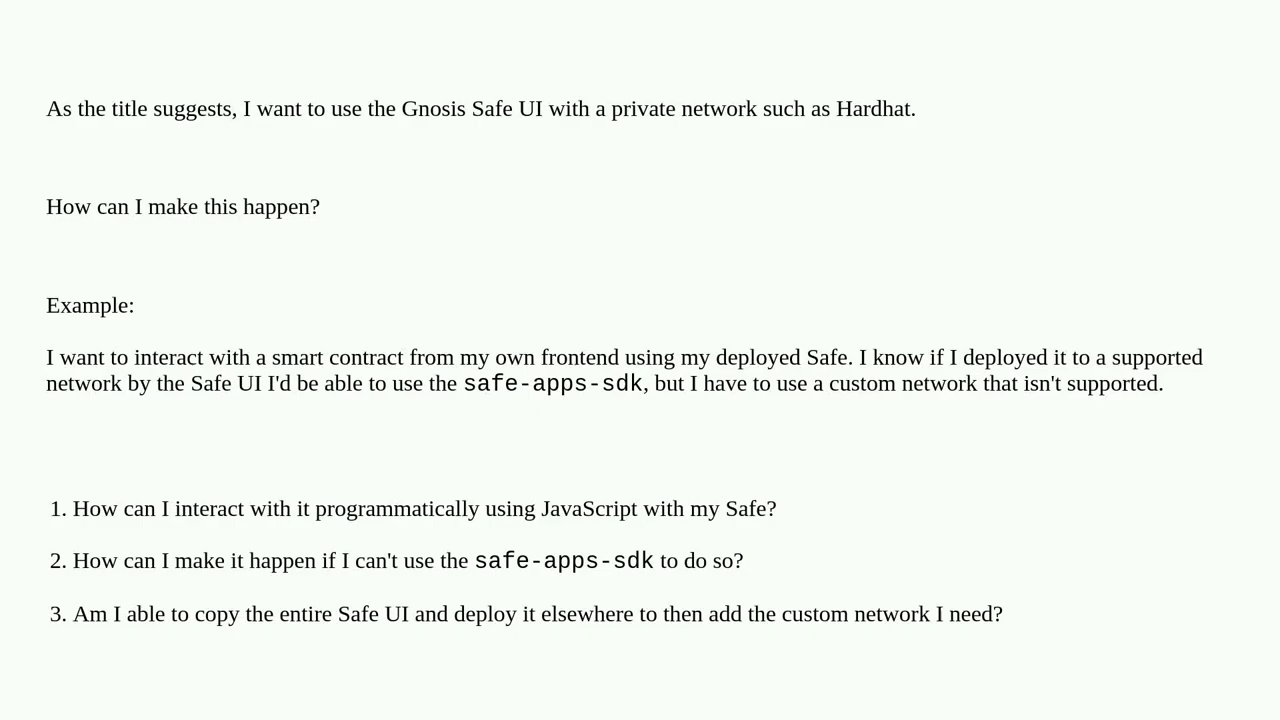 As the title suggests, I want to use the Gnosis Safe UI with a private network such as Hardhat.
How can I make this happen?
Example:
I want to interact with a smart contract from my own frontend using my deployed Safe. I know if I deployed it to a supported
network by the Safe UI I'd be able to use the safe-apps-sdk, but I have to use a custom network that isn't supported.
1. How can I interact with it programmatically using JavaScript with my Safe?
2. How can I make it happen if I can't use the safe-apps-sdk to do so?
3. Am I able to copy the entire Safe UI and deploy it elsewhere to then add the custom network I need?